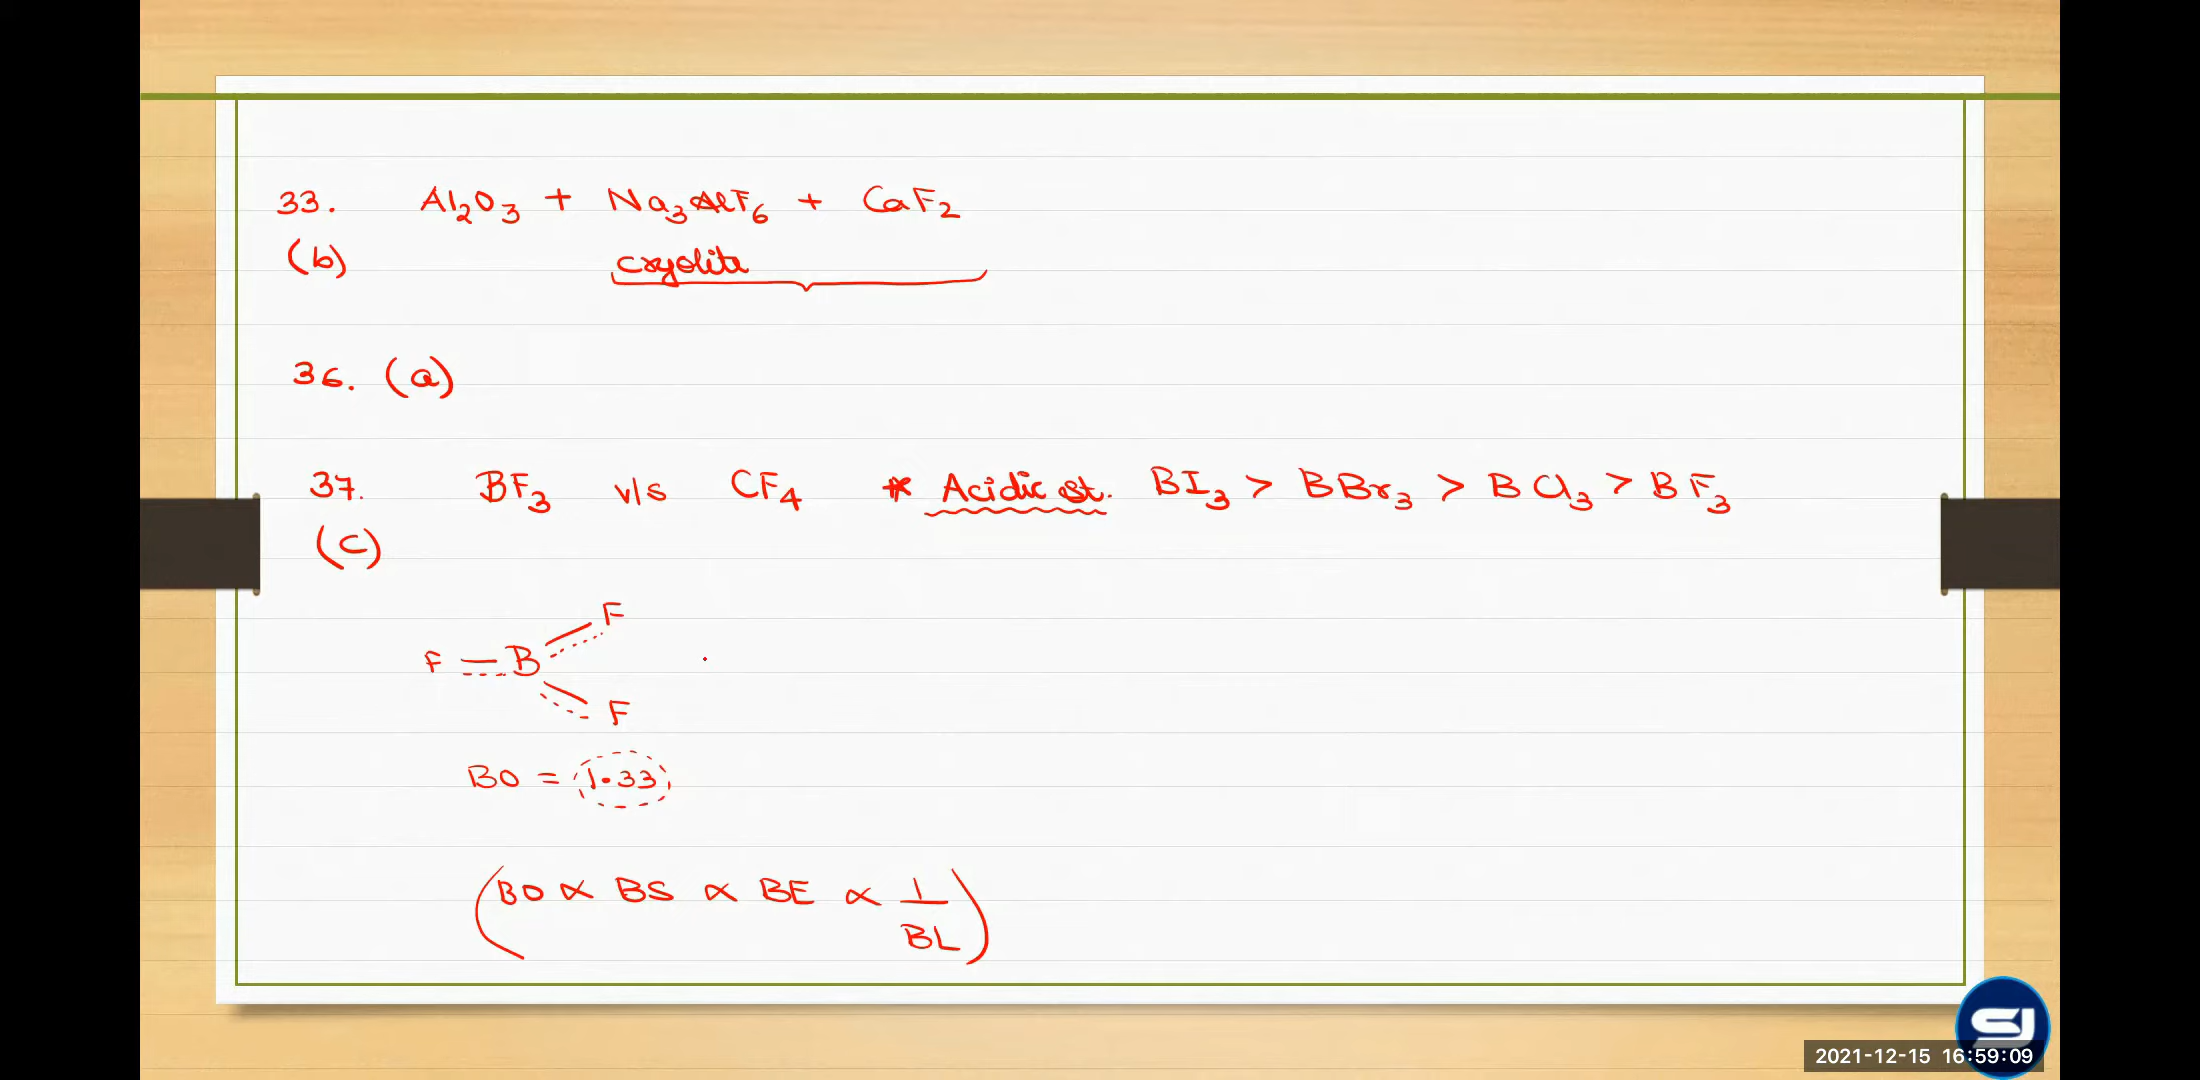 33. Al₂O₃ + Na₃AlF₆ + CaF₂
(b) cryolite
36. (a)
37. BF₃ v/s CF₄ * Acidic st. BI₃ > BBr₃ > BCl₃ > BF₃
(c)
F
F B
F
BO = 1.33
(BO ∝ BS ∝ BE ∝ 1/BL)
SJ
2021-12-15 16:59:09